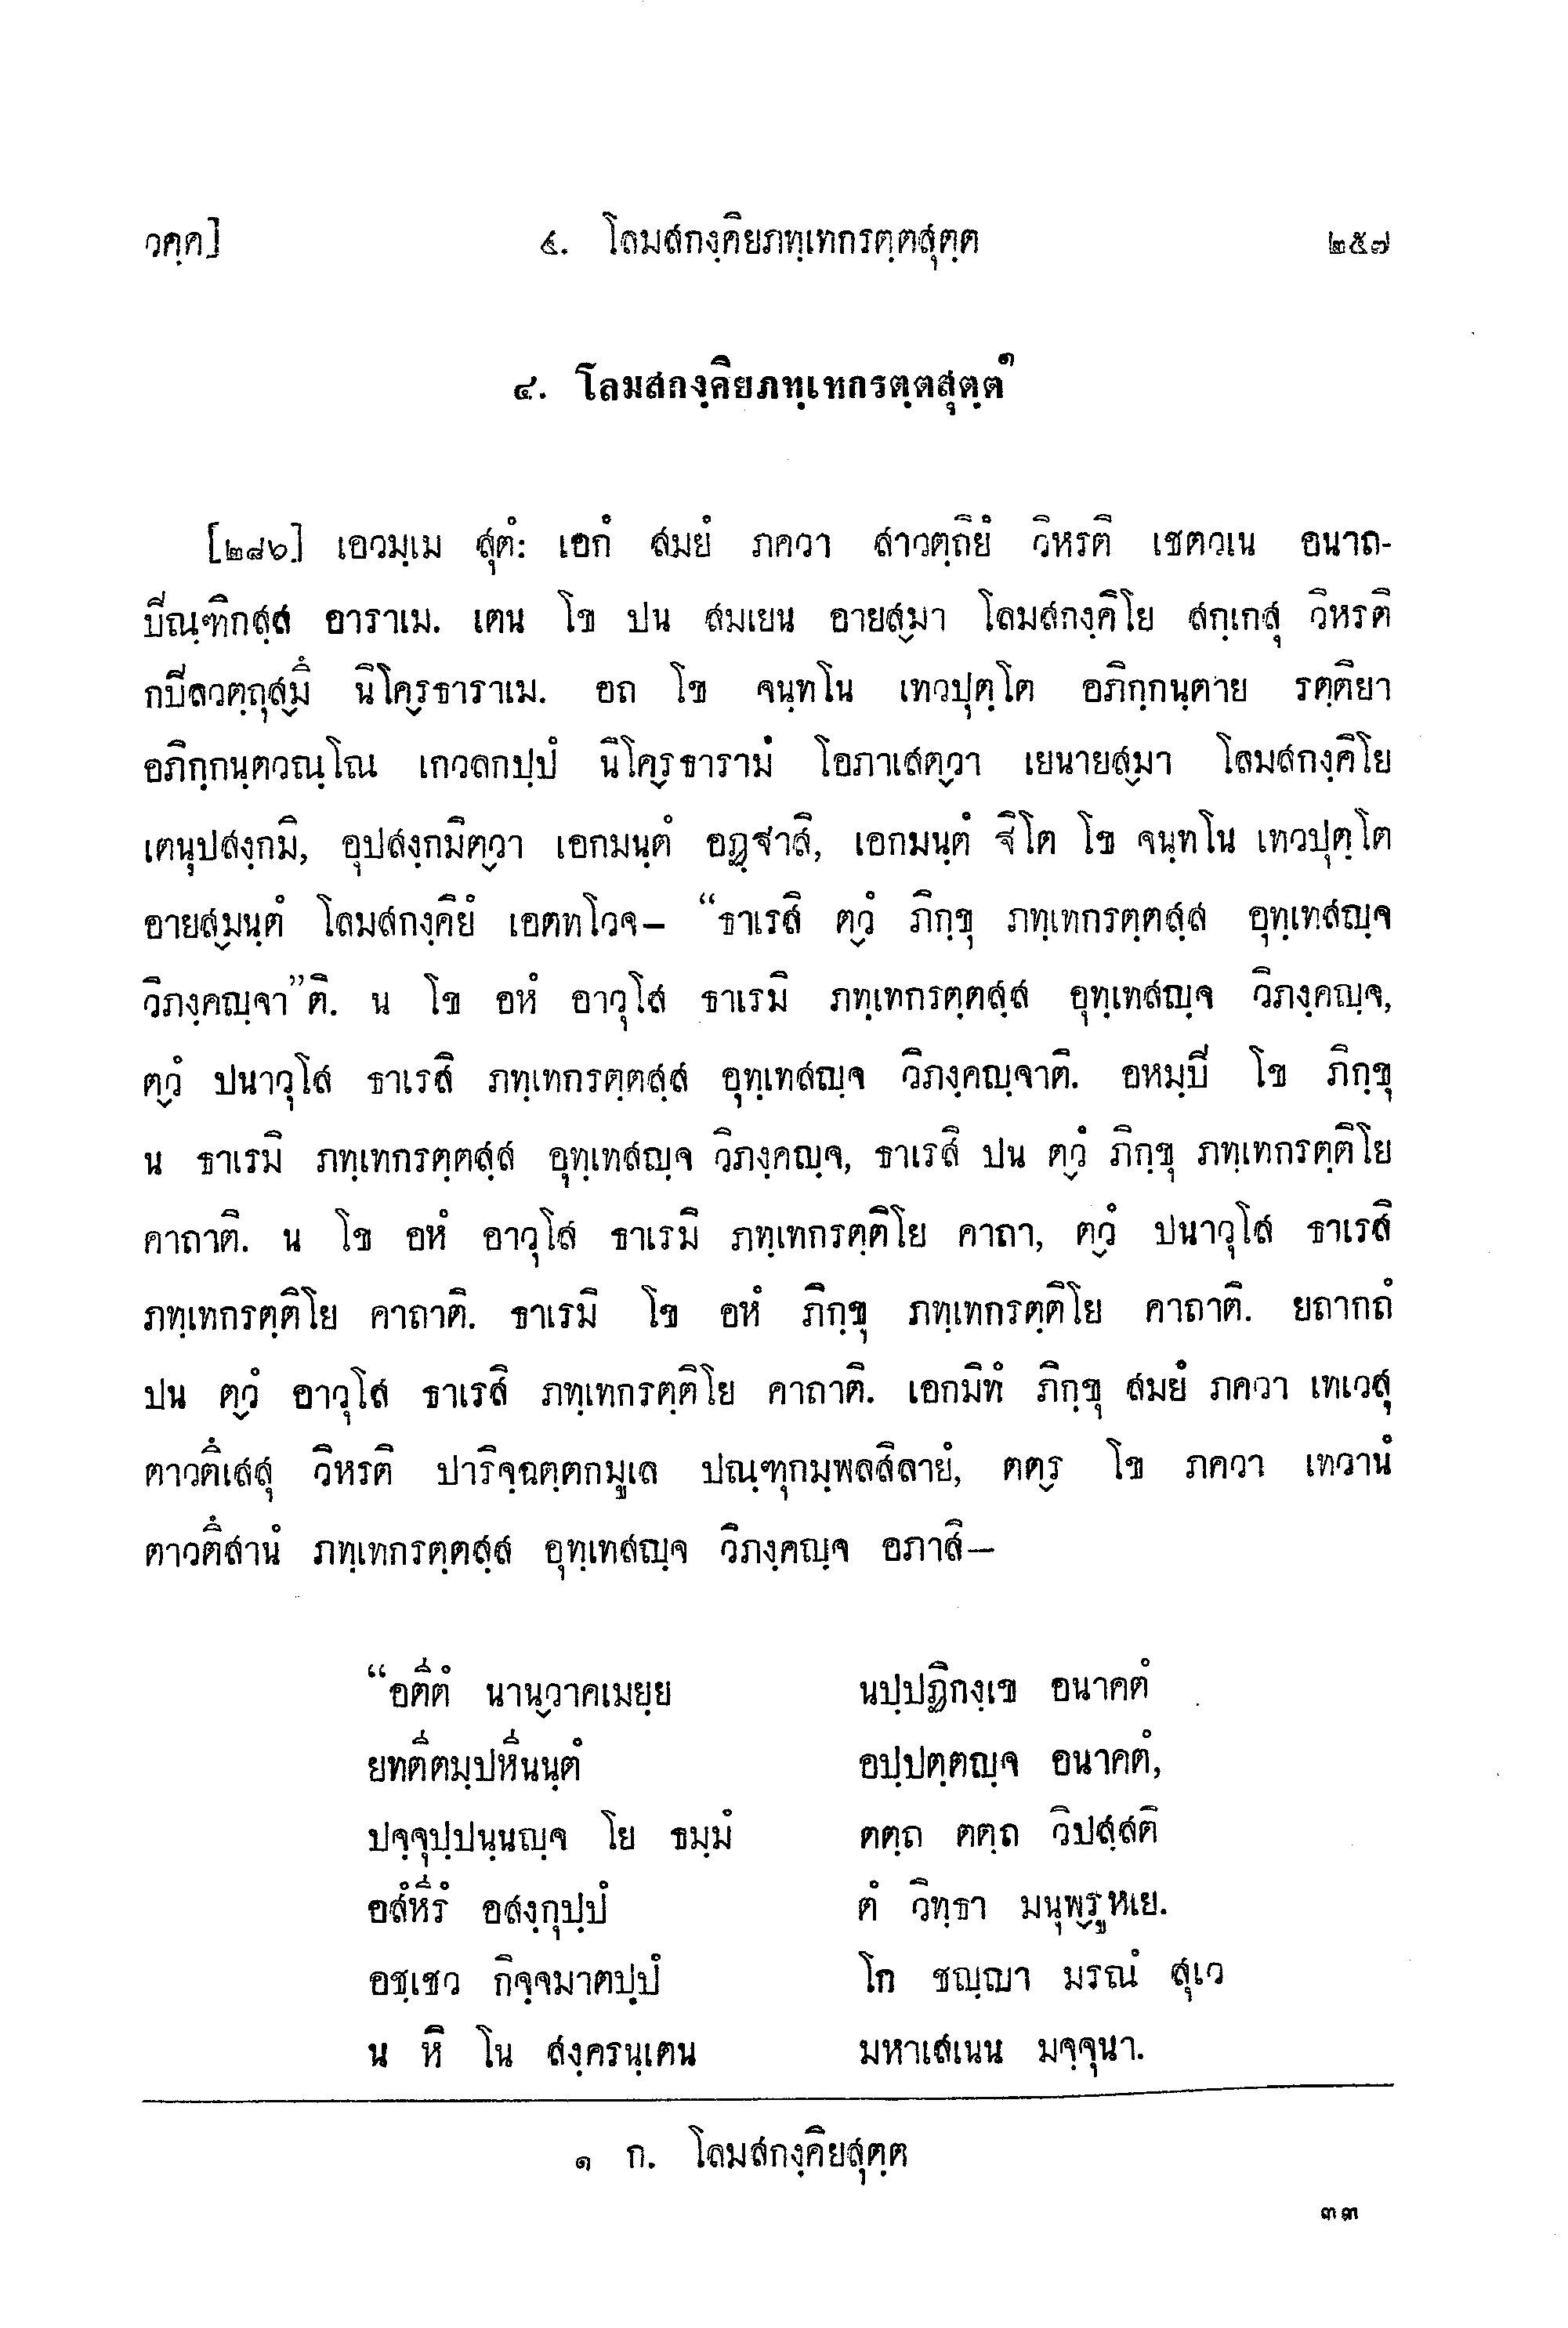 วคฺค] ๔. โลมสกงฺคิยภทฺเทกรตฺตสุตฺต ๒๕๗
๔. โลมสกงฺคิยภทฺเทกรตฺตสุตฺตํ ๑
[๒๘๖] เอวมฺเม สุตํ: เอกํ สมยํ ภควา สาวตฺถิยํ วิหรติ เชตวเน อนาถ-
ปิณฺฑิกสฺส อาราเม. เตน โข ปน สมเยน อายส๎มา โลมสกงฺคิโย สกฺเกสุ วิหรติ
กปิลวตฺถุส๎มิํ นิโค๎รธาราเม. อถ โข จนฺทโน เทวปุตฺโต อภิกฺกนฺตาย รตฺติยา
อภิกฺกนฺตวณฺโณ เกวลกปฺปํ นิโค๎รธารามํ โอภาเสต๎วา เยนายส๎มา โลมสกงฺคิโย
เตนุปสงฺกมิ, อุปสงฺกมิต๎วา เอกมนฺตํ อฏฺฐาสิ, เอกมนฺตํ ฐิโต โข จนฺทโน เทวปุตฺโต
อายส๎มนฺตํ โลมสกงฺคิยํ เอตทโวจ— “ธาเรสิ ต๎วํ ภิกฺขุ ภทฺเทกรตฺตสฺส อุทฺเทสญฺจ
วิภงฺคญฺจา”ติ. น โข อหํ อาวุโส ธาเรมิ ภทฺเทกรตฺตสฺส อุทฺเทสญฺจ วิภงฺคญฺจ,
ต๎วํ ปนาวุโส ธาเรสิ ภทฺเทกรตฺตสฺส อุทฺเทสญฺจ วิภงฺคญฺจาติ. อหมฺปิ โข ภิกฺขุ
น ธาเรมิ ภทฺเทกรตฺตสฺส อุทฺเทสญฺจ วิภงฺคญฺจ, ธาเรสิ ปน ต๎วํ ภิกฺขุ ภทฺเทกรตฺติโย
คาถาติ. น โข อหํ อาวุโส ธาเรมิ ภทฺเทกรตฺติโย คาถา, ต๎วํ ปนาวุโส ธาเรสิ
ภทฺเทกรตฺติโย คาถาติ. ธาเรมิ โข อหํ ภิกฺขุ ภทฺเทกรตฺติโย คาถาติ. ยถากถํ
ปน ต๎วํ อาวุโส ธาเรสิ ภทฺเทกรตฺติโย คาถาติ. เอกมิทํ ภิกฺขุ สมยํ ภควา เทเวสุ
ตาวติํเสสุ วิหรติ ปาริจฺฉตฺตกมูเล ปณฺฑุกมฺพลสิลายํ, ตต๎ร โข ภควา เทวานํ
ตาวติํสานํ ภทฺเทกรตฺตสฺส อุทฺเทสญฺจ วิภงฺคญฺจ อภาสิ—
“อตีตํ นาน๎วาคเมยฺย นปฺปฏิกงฺเข อนาคตํ
ยทตีตมฺปหีนนฺตํ อปฺปตฺตญฺจ อนาคตํ,
ปจฺจุปฺปนฺนญฺจ โย ธมฺมํ ตตฺถ ตตฺถ วิปสฺสติ
อสํหีรํ อสงฺกุปฺปํ ตํ วิทฺธา มนุพ๎รูหเย.
อชฺเชว กิจฺจมาตปฺปํ โก ชญฺญา มรณํ สุเว
น หิ โน สงฺครนฺเตน มหาเสเนน มจฺจุนา.
๑ ก. โลมสกงฺคิยสุตฺต
๓๓